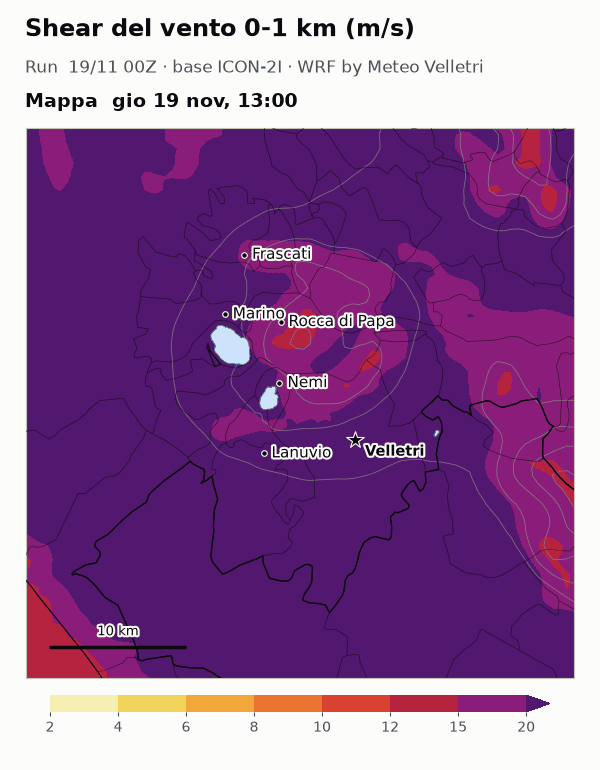 Shear del vento 0-1 km (m/s)
Run  19/11 00Z · base ICON-2I · WRF by Meteo Velletri
Mappa  gio 19 nov, 13:00
Frascati
Marino
Rocca di Papa
Nemi
Lanuvio
Velletri
10 km
2 4 6 8 10 12 15 20